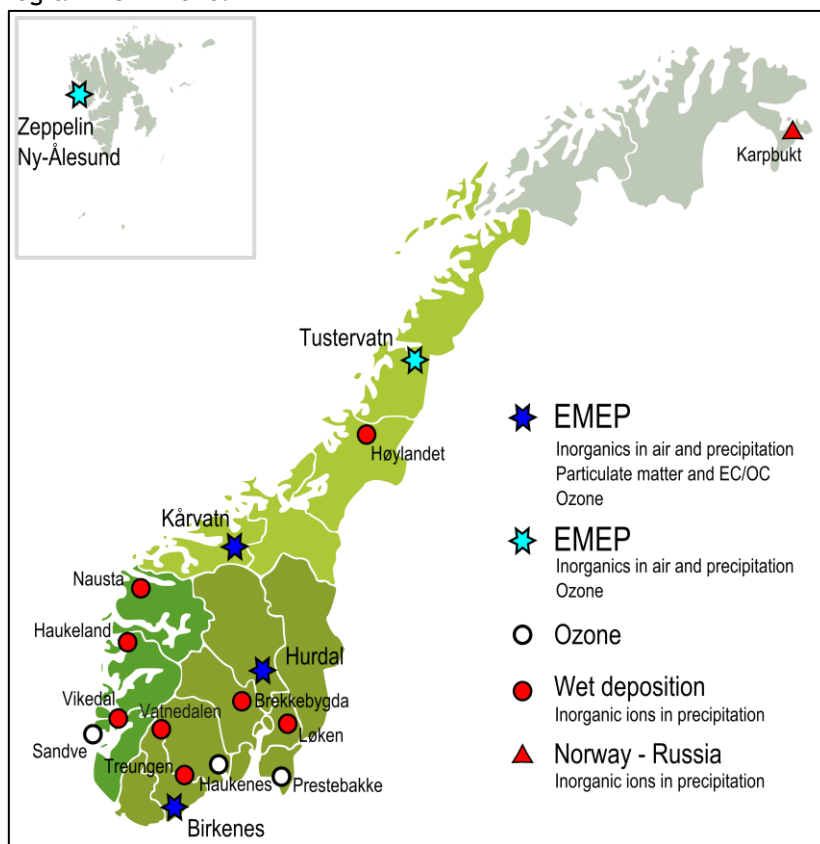 Zeppelin
Ny-Ålesund
Karpbukt
Tustervatn
Høylandet
Kårvatn
Nausta
Haukeland
Hurdal
Vikedal
Vatnedalen
Brekkebygda
Sandve
Løken
Treungen
Haukenes
Prestebakke
Birkenes
EMEP
Inorganics in air and precipitation
Particulate matter and EC/OC
Ozone
EMEP
Inorganics in air and precipitation
Ozone
Ozone
Wet deposition
Inorganic ions in precipitation
Norway - Russia
Inorganic ions in precipitation